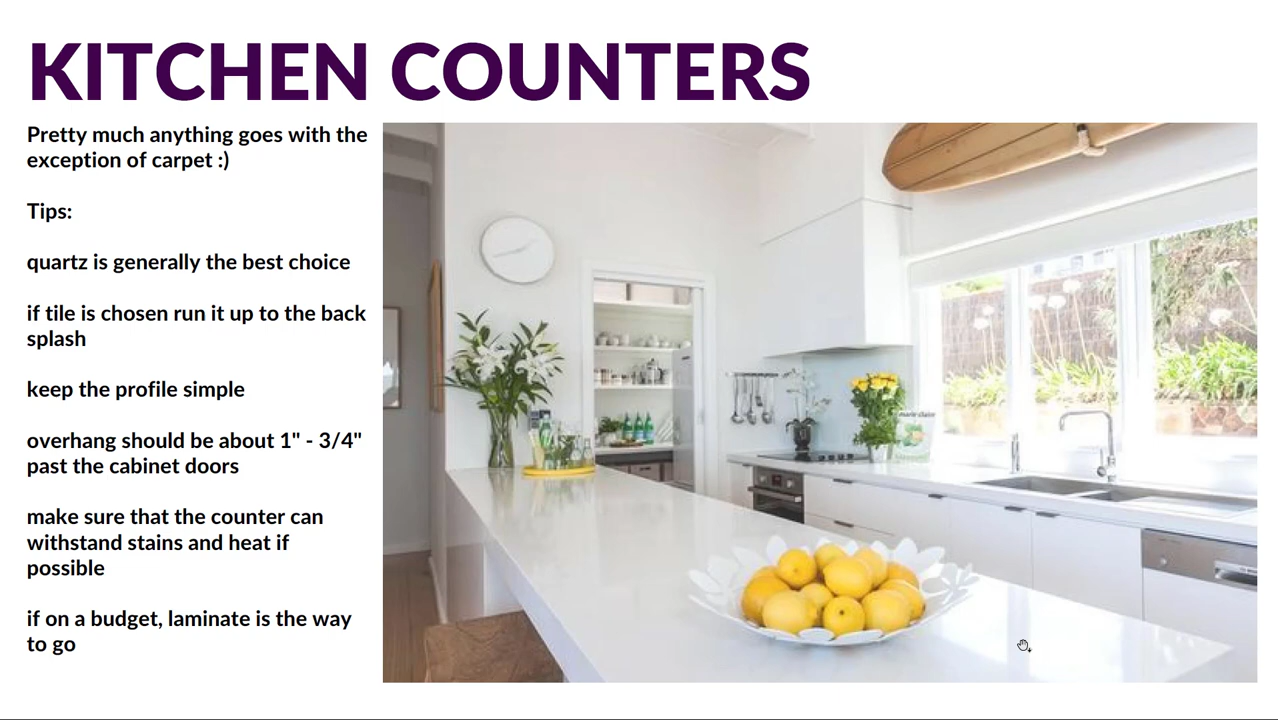 KITCHEN COUNTERS
Pretty much anything goes with the
exception of carpet :)
Tips:
quartz is generally the best choice
if tile is chosen run it up to the back
splash
keep the profile simple
overhang should be about 1" - 3/4"
past the cabinet doors
make sure that the counter can
withstand stains and heat if
possible
if on a budget, laminate is the way
to go
marie claire